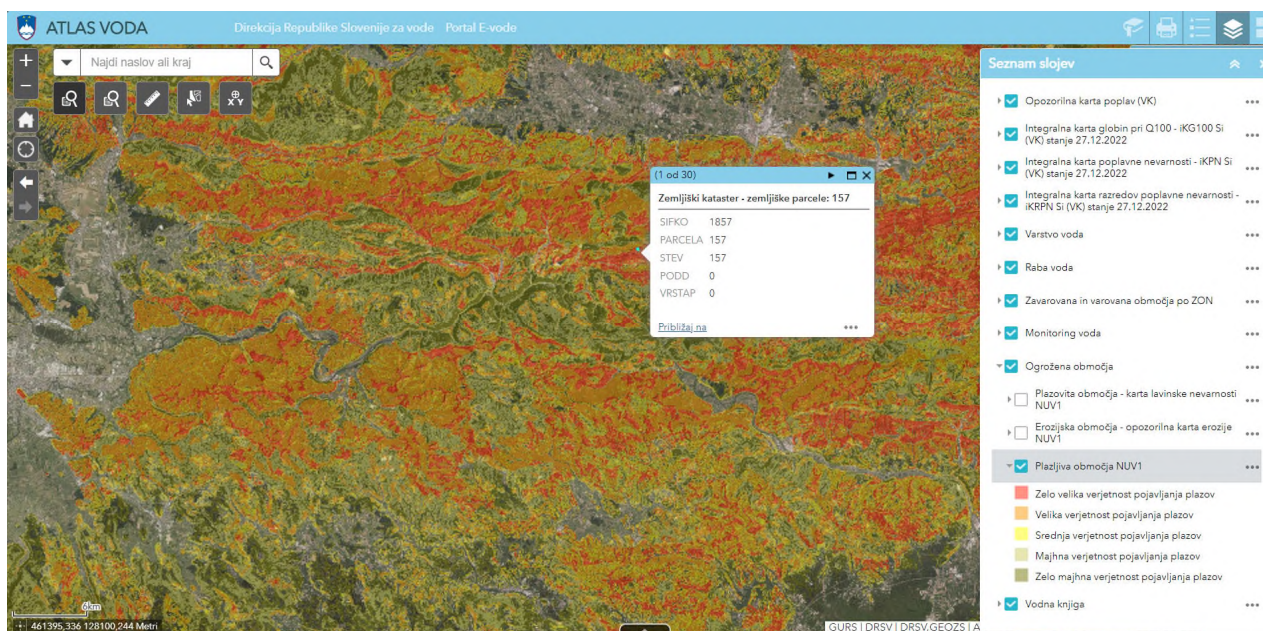 ATLAS VODA
Direkcija Republike Slovenije za vode Portal E-vode
Najdi naslov ali kraj
X Y
(1 od 30)
Zemljiški kataster - zemljiške parcele: 157
SIFKO 1857
PARCELA 157
STEV 157
PODD 0
VRSTAP 0
Približaj na
Seznam slojev
Opozorilna karta poplav (VK)
Integralna karta globin pri Q100 - iKG100 Si
(VK) stanje 27.12.2022
Integralna karta poplavne nevarnosti - iKPN Si
(VK) stanje 27.12.2022
Integralna karta razredov poplavne nevarnosti -
iKRPN Si (VK) stanje 27.12.2022
Varstvo voda
Raba voda
Zavarovana in varovana območja po ZON
Monitoring voda
Ogrožena območja
Plazovita območja - karta lavinske nevarnosti
NUV1
Erozijska območja - opozorilna karta erozije
NUV1
Plazljiva območja NUV1
Zelo velika verjetnost pojavljanja plazov
Velika verjetnost pojavljanja plazov
Srednja verjetnost pojavljanja plazov
Majhna verjetnost pojavljanja plazov
Zelo majhna verjetnost pojavljanja plazov
Vodna knjiga
6km
461395,336 128100,244 Metri
GURS | DRSV | DRSV,GEOZS | A